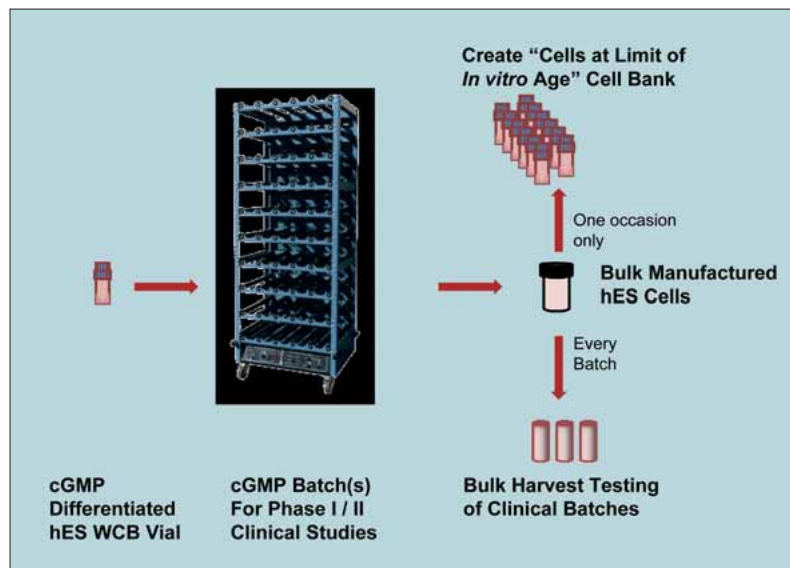 Create “Cells at Limit of
In vitro Age” Cell Bank
One occasion
only
Bulk Manufactured
hES Cells
Every
Batch
cGMP
Differentiated
hES WCB Vial
cGMP Batch(s)
For Phase I / II
Clinical Studies
Bulk Harvest Testing
of Clinical Batches